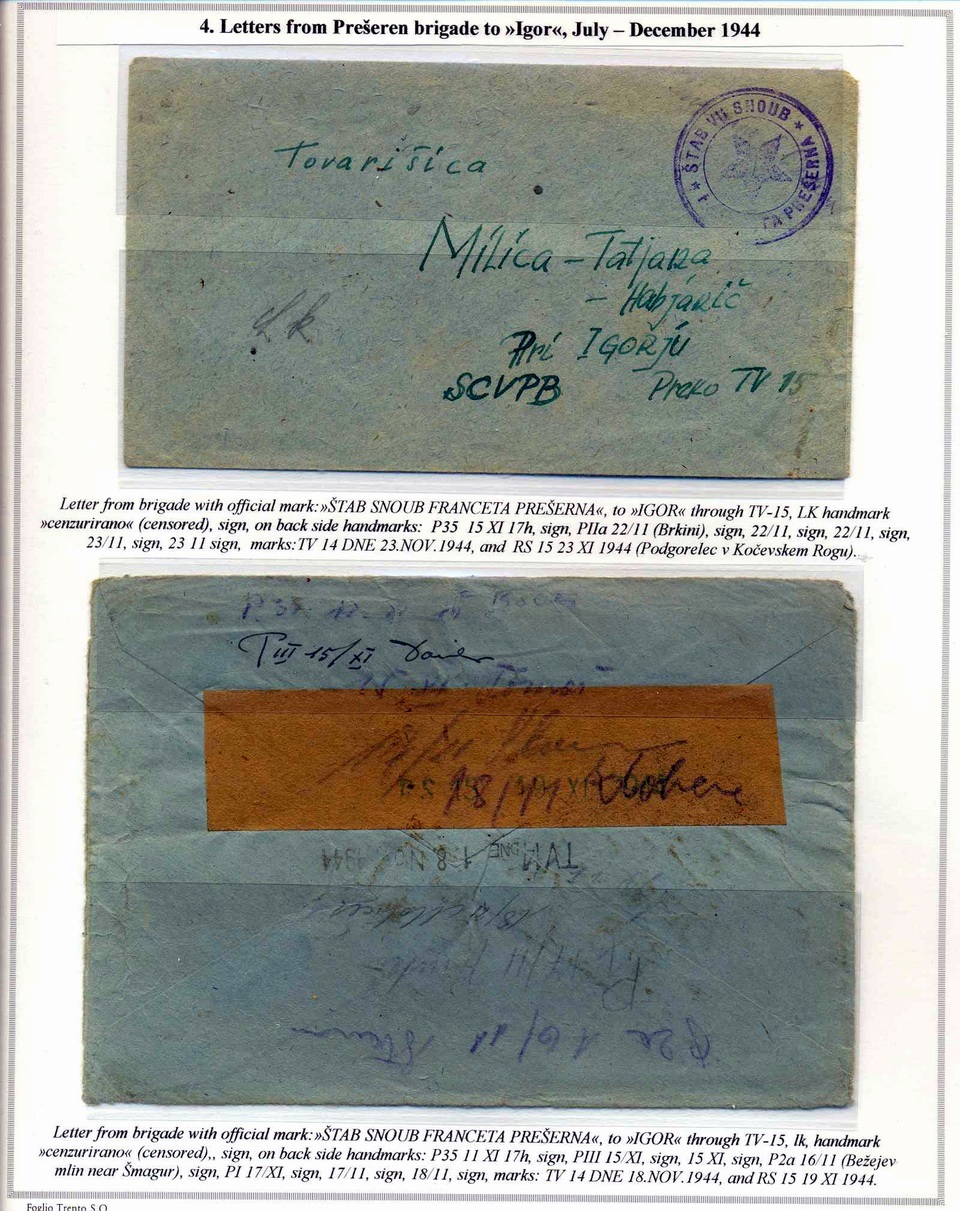 4. Letters from Prešeren brigade to »Igor«, July – December 1944
★ ŠTAB VII SNOUB ★
TA PREŠERNA
Tovarišica
Milica – Tatjana
– Habjanič
Lk
Pri IGORJU
SCVPB Preko TV 15
Letter from brigade with official mark:»ŠTAB SNOUB FRANCETA PREŠERNA«, to »IGOR« through TV-15, LK handmark
»cenzurirano« (censored), sign, on back side handmarks: P35 15 XI 17h, sign, PIIa 22/11 (Brkini), sign, 22/11, sign, 22/11, sign,
23/11, sign, 23 11 sign, marks:TV 14 DNE 23.NOV.1944, and RS 15 23 XI 1944 (Podgorelec v Kočevskem Rogu).
PIII 15/XI
18/11
TV 14 DNE 18 NOV 1944
P2a 16/11
Letter from brigade with official mark:»ŠTAB SNOUB FRANCETA PREŠERNA«, to »IGOR« through TV-15, lk, handmark
»cenzurirano« (censored),, sign, on back side handmarks: P35 11 XI 17h, sign, PIII 15/XI, sign, 15 XI, sign, P2a 16/11 (Bežejev
mlin near Šmagur), sign, PI 17/XI, sign, 17/11, sign, 18/11, sign, marks: TV 14 DNE 18.NOV.1944, and RS 15 19 XI 1944.
Foglio Trento S.O.